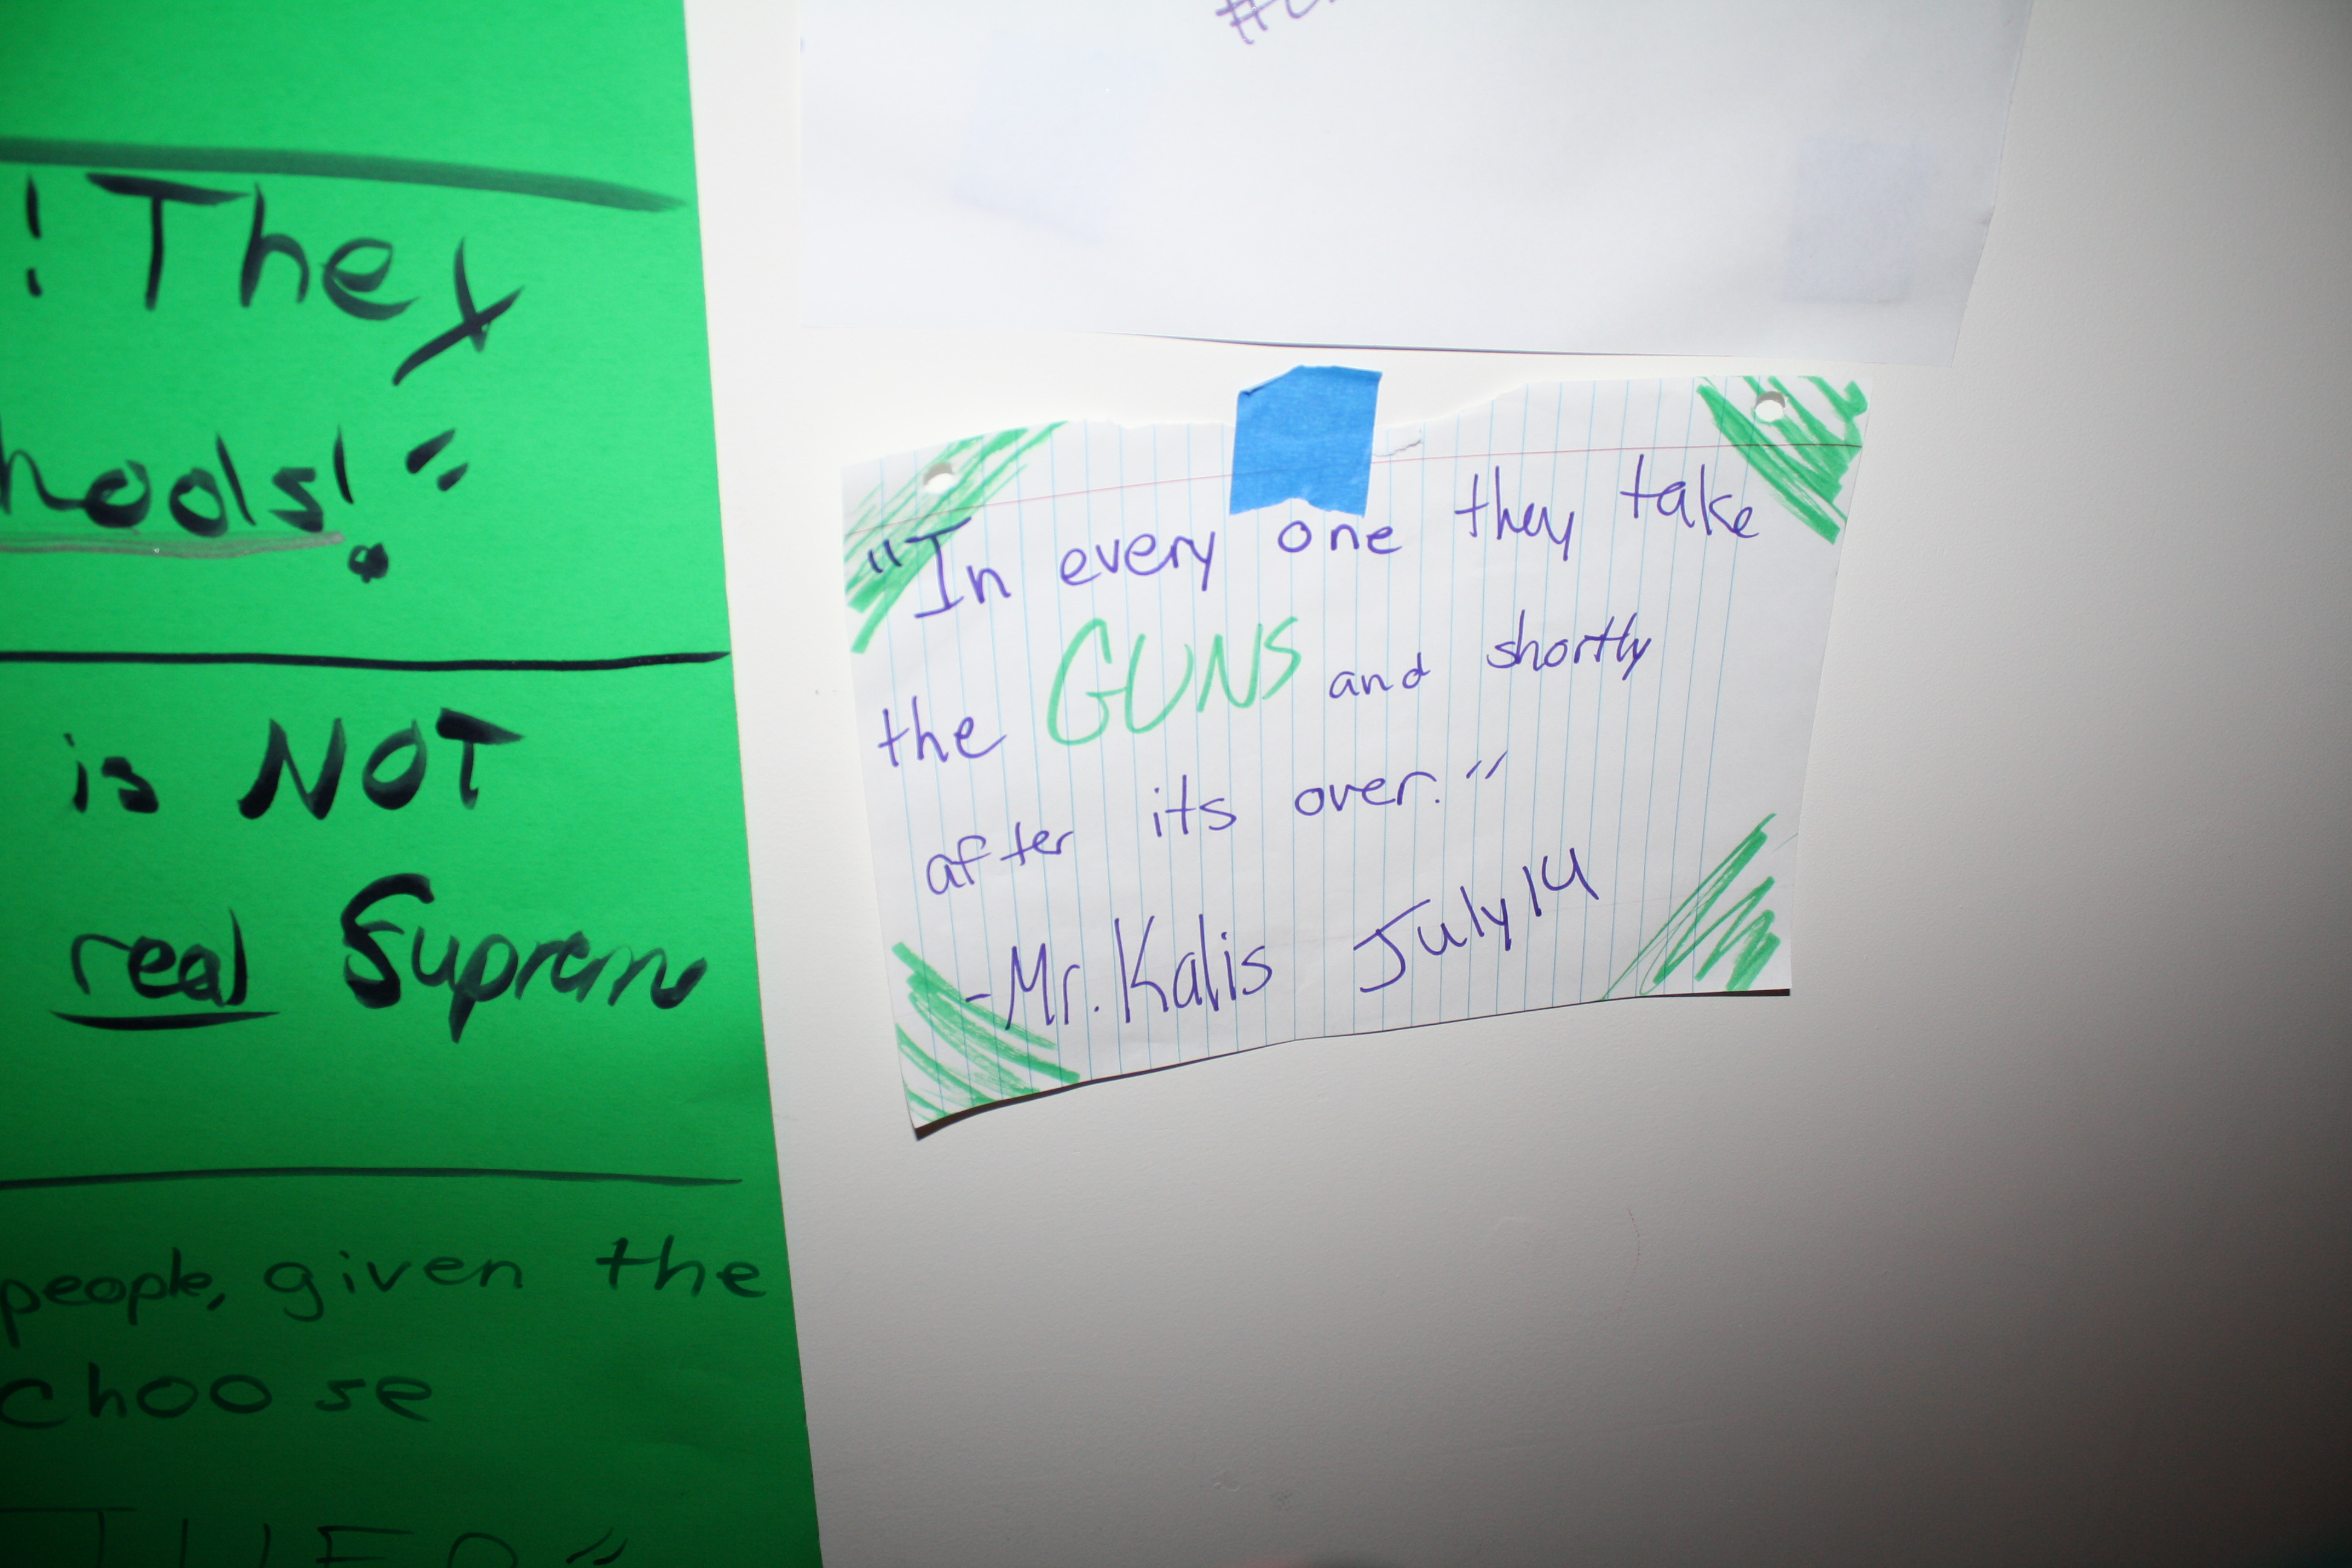 ! They
hools!"
is NOT
real Supreme
people, given the
choose
"In every one they take
the GUNS and shortly
after its over."
-Mr. Kalis July 14